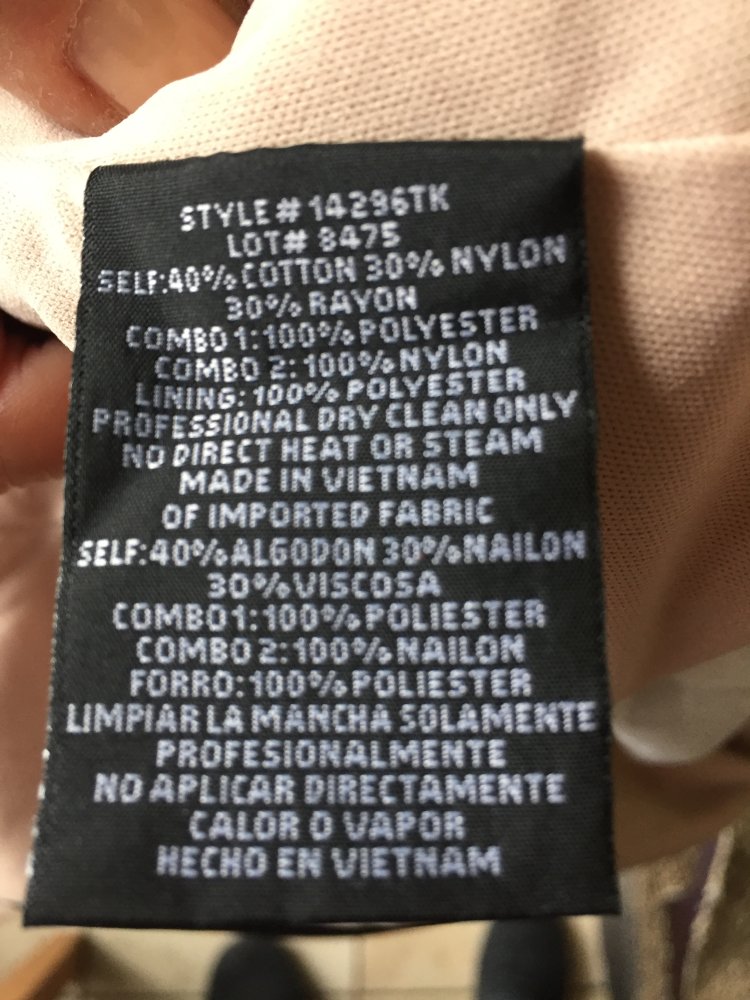 STYLE# 14296TK
LOT# 8475
SELF:40% COTTON 30% NYLON
30% RAYON
COMBO 1:100% POLYESTER
COMBO 2: 100% NYLON
LINING: 100% POLYESTER
PROFESSIONAL DRY CLEAN ONLY
NO DIRECT HEAT OR STEAM
MADE IN VIETNAM
OF IMPORTED FABRIC
SELF:40% ALGODON 30% NAILON
30% VISCOSA
COMBO 1:100% POLIESTER
COMBO 2:100% NAILON
FORRO:100% POLIESTER
LIMPIAR LA MANCHA SOLAMENTE
PROFESIONALMENTE
NO APLICAR DIRECTAMENTE
CALOR O VAPOR
HECHO EN VIETNAM